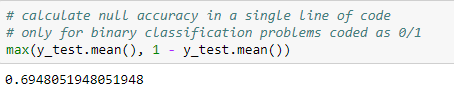 # calculate null accuracy in a single line of code
# only for binary classification problems coded as 0/1
max(y_test.mean(), 1 - y_test.mean())
0.6948051948051948